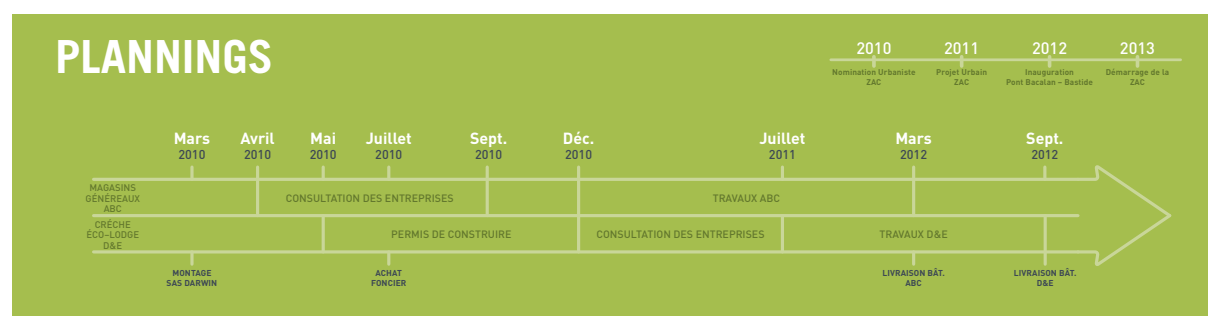 PLANNINGS
2010 2011 2012 2013
Nomination Urbaniste Projet Urbain Inauguration Démarrage de la
ZAC ZAC Pont Bacalan – Bastide ZAC
Mars Avril Mai Juillet Sept. Déc. Juillet Mars Sept.
2010 2010 2010 2010 2010 2010 2011 2012 2012
MAGASINS
GÉNÉREAUX
ABC
CONSULTATION DES ENTREPRISES TRAVAUX ABC
CRÉCHE
ÉCO–LODGE
D&E
PERMIS DE CONSTRUIRE CONSULTATION DES ENTREPRISES TRAVAUX D&E
MONTAGE ACHAT LIVRAISON BÂT. LIVRAISON BÂT.
SAS DARWIN FONCIER ABC D&E